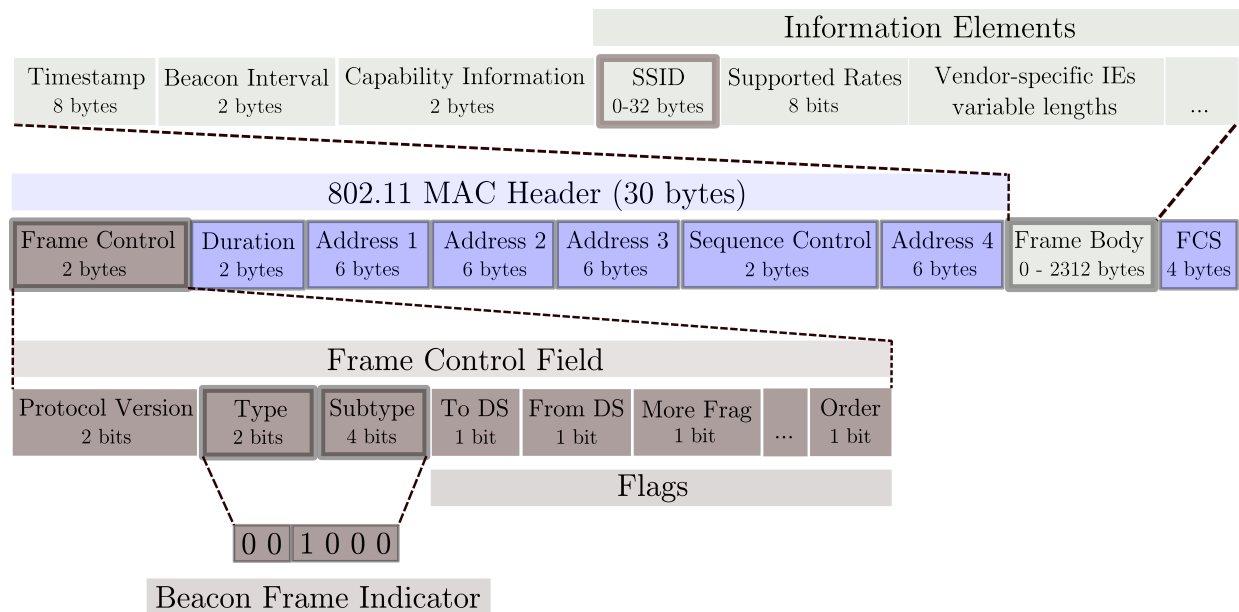 Information Elements
Timestamp Beacon Interval Capability Information SSID Supported Rates Vendor-specific IEs
8 bytes 2 bytes 2 bytes 0-32 bytes 8 bits variable lengths ...
802.11 MAC Header (30 bytes)
Frame Control Duration Address 1 Address 2 Address 3 Sequence Control Address 4 Frame Body FCS
2 bytes 2 bytes 6 bytes 6 bytes 6 bytes 2 bytes 6 bytes 0 - 2312 bytes 4 bytes
Frame Control Field
Protocol Version Type Subtype To DS From DS More Frag Order
2 bits 2 bits 4 bits 1 bit 1 bit 1 bit ... 1 bit
Flags
0 0 1 0 0 0
Beacon Frame Indicator